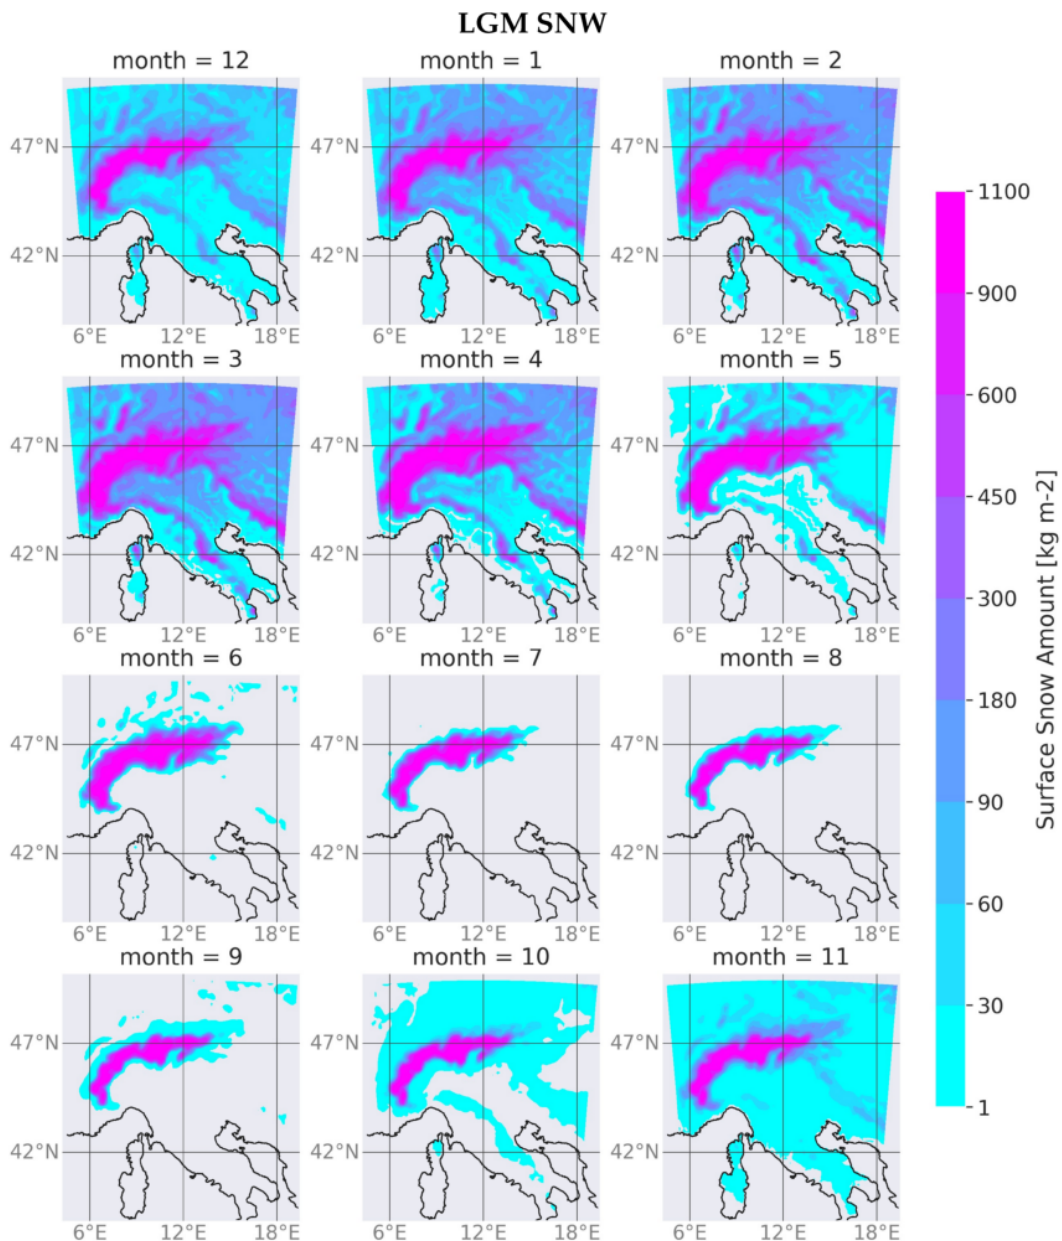 LGM SNW
month = 12
month = 1
month = 2
47°N
47°N
47°N
42°N
42°N
42°N
6°E 12°E 18°E
6°E 12°E 18°E
6°E 12°E 18°E
month = 3
month = 4
month = 5
47°N
47°N
47°N
42°N
42°N
42°N
6°E 12°E 18°E
6°E 12°E 18°E
6°E 12°E 18°E
month = 6
month = 7
month = 8
47°N
47°N
47°N
42°N
42°N
42°N
6°E 12°E 18°E
6°E 12°E 18°E
6°E 12°E 18°E
month = 9
month = 10
month = 11
47°N
47°N
47°N
42°N
42°N
42°N
6°E 12°E 18°E
6°E 12°E 18°E
6°E 12°E 18°E
1100
900
600
450
300
180
90
60
30
1
Surface Snow Amount [kg m-2]